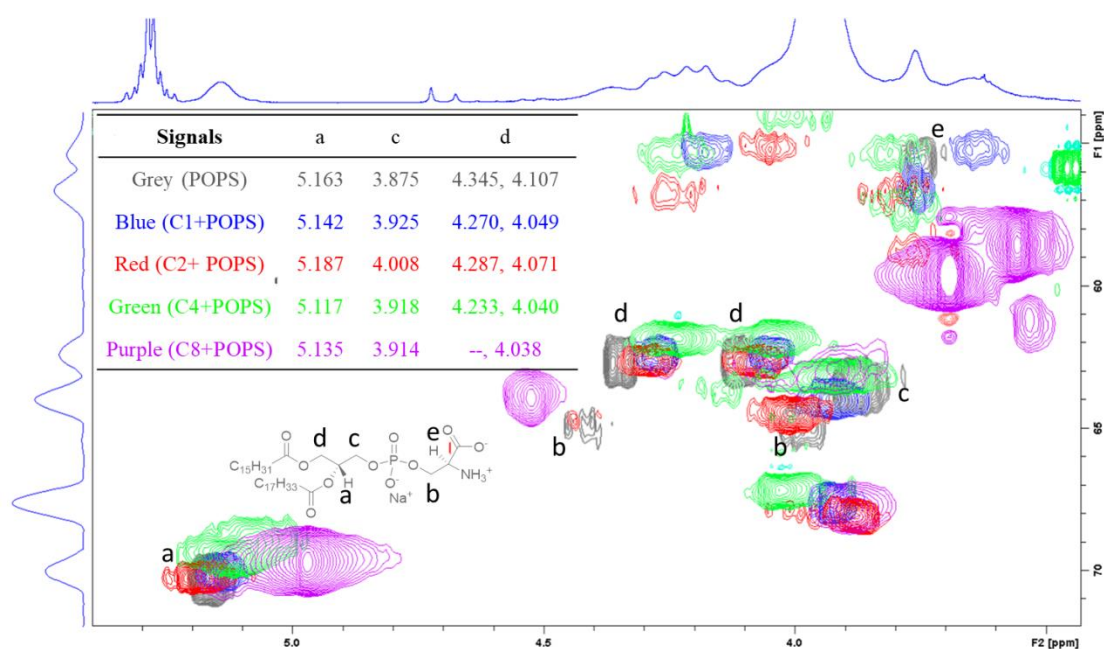 Signals a c d
Grey (POPS) 5.163 3.875 4.345, 4.107
Blue (C1+POPS) 5.142 3.925 4.270, 4.049
Red (C2+ POPS) 5.187 4.008 4.287, 4.071
Green (C4+POPS) 5.117 3.918 4.233, 4.040
Purple (C8+POPS) 5.135 3.914 --, 4.038
e
d
d
c
b
b
a
d c e
O
O
O
P
O
O
O
O⁻
C₁₅H₃₁
O
O⁻
NH₃⁺
C₁₇H₃₃
H
H
Na⁺
O
a
b
F1 [ppm]
60
65
70
5.0 4.5 4.0 F2 [ppm]